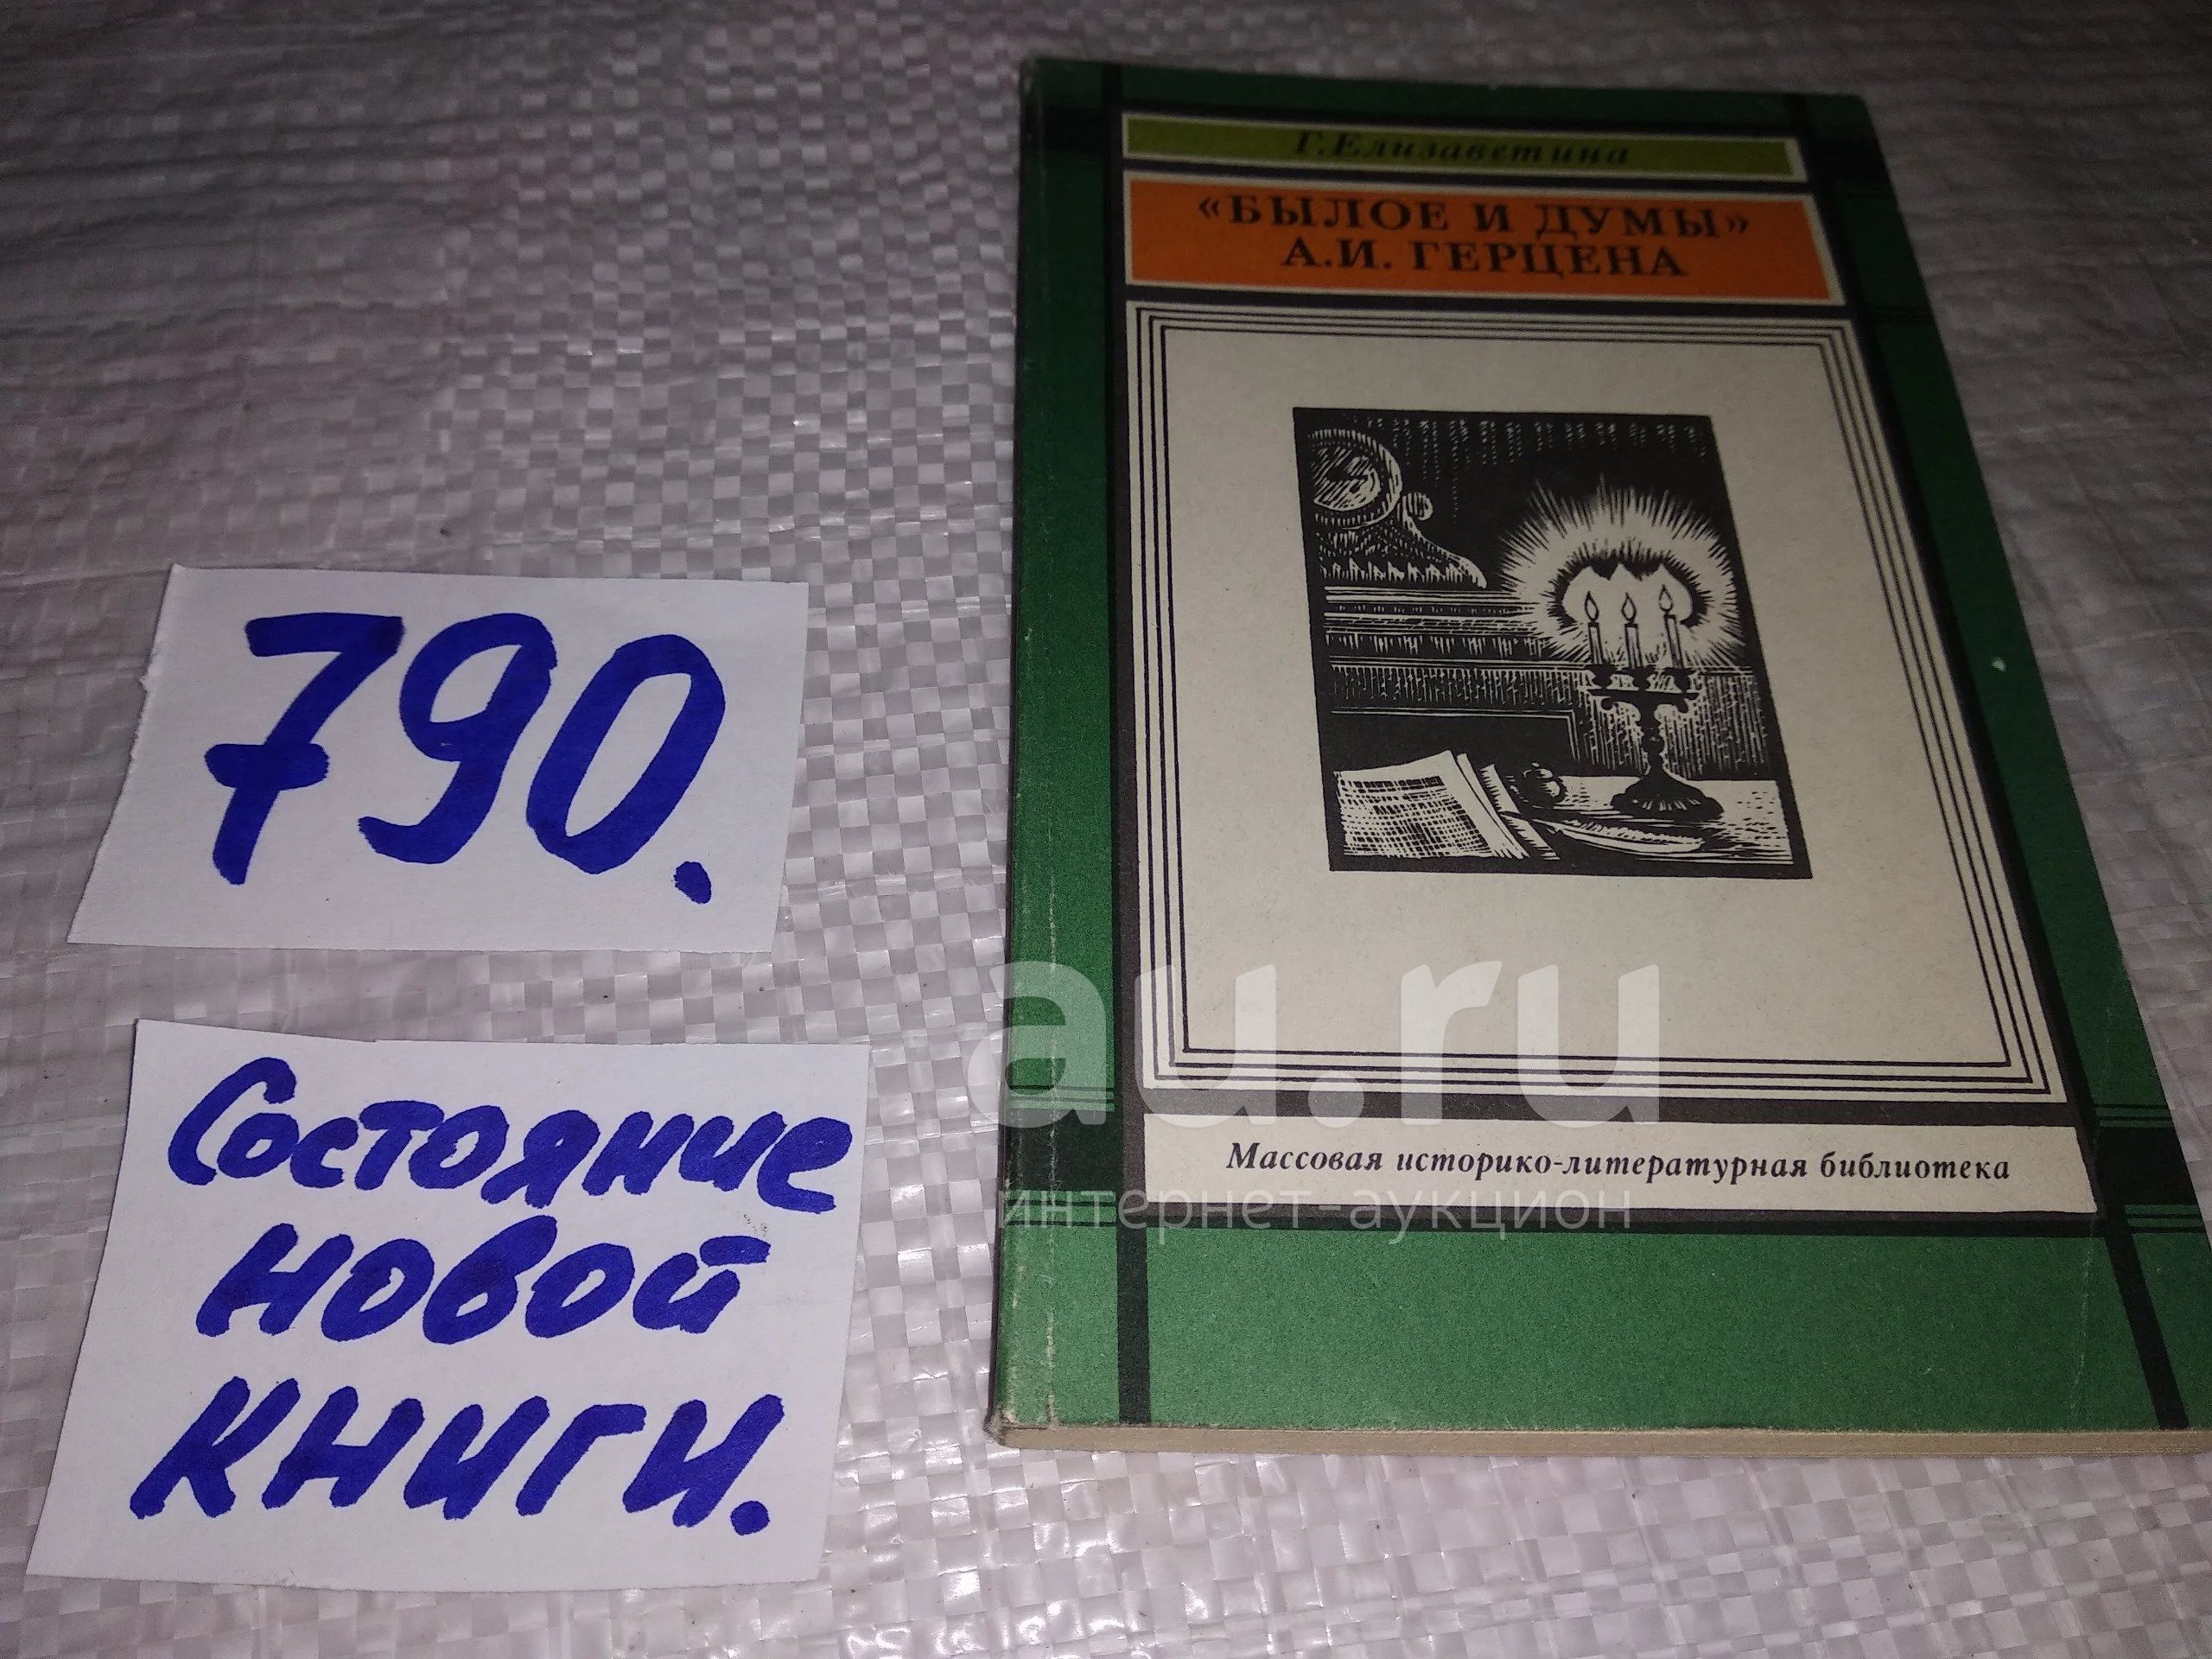 790.
Состояние
новой
книги.
Г. Елизаветина
«БЫЛОЕ И ДУМЫ»
А.И. ГЕРЦЕНА
Массовая историко-литературная библиотека
au.ru
интернет-аукцион